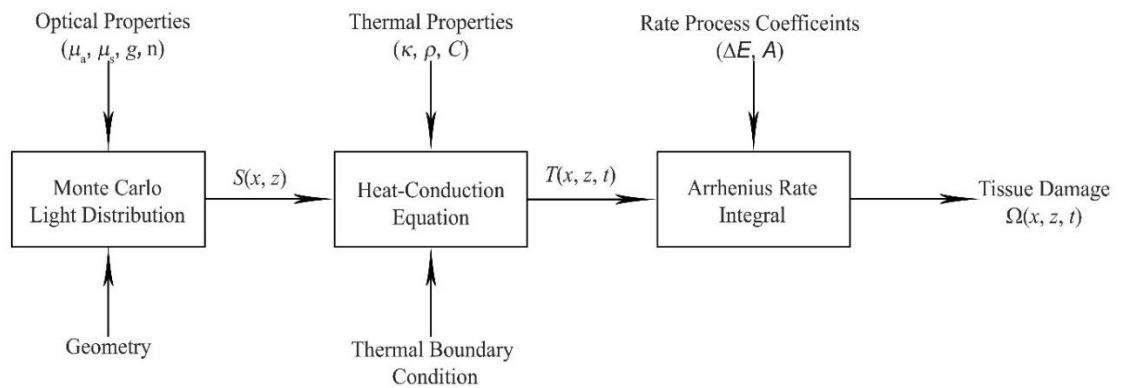 Optical Properties
(μa, μs, g, n)
Thermal Properties
(κ, ρ, C)
Rate Process Coefficeints
(ΔE, A)
Monte Carlo
Light Distribution
S(x, z)
Heat-Conduction
Equation
T(x, z, t)
Arrhenius Rate
Integral
Tissue Damage
Ω(x, z, t)
Geometry
Thermal Boundary
Condition